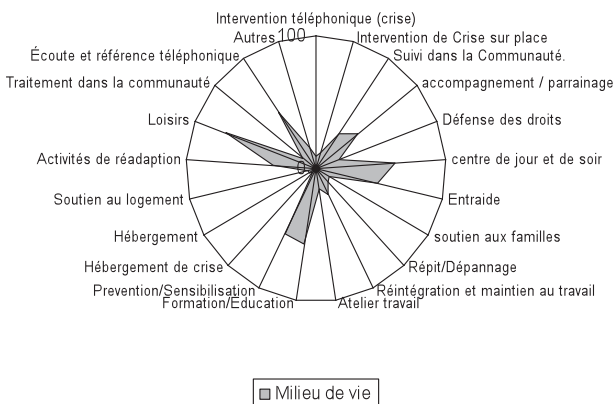 Intervention téléphonique (crise)
Autres 100 Intervention de Crise sur place
Écoute et référence téléphonique Suivi dans la Communauté.
Traitement dans la communauté accompagnement / parrainage
Loisirs Défense des droits
Activités de réadaption 0 centre de jour et de soir
Soutien au logement Entraide
Hébergement soutien aux familles
Hébergement de crise Répit/Dépannage
Prevention/Sensibilisation Réintégration et maintien au travail
Formation/Education Atelier travail
Milieu de vie